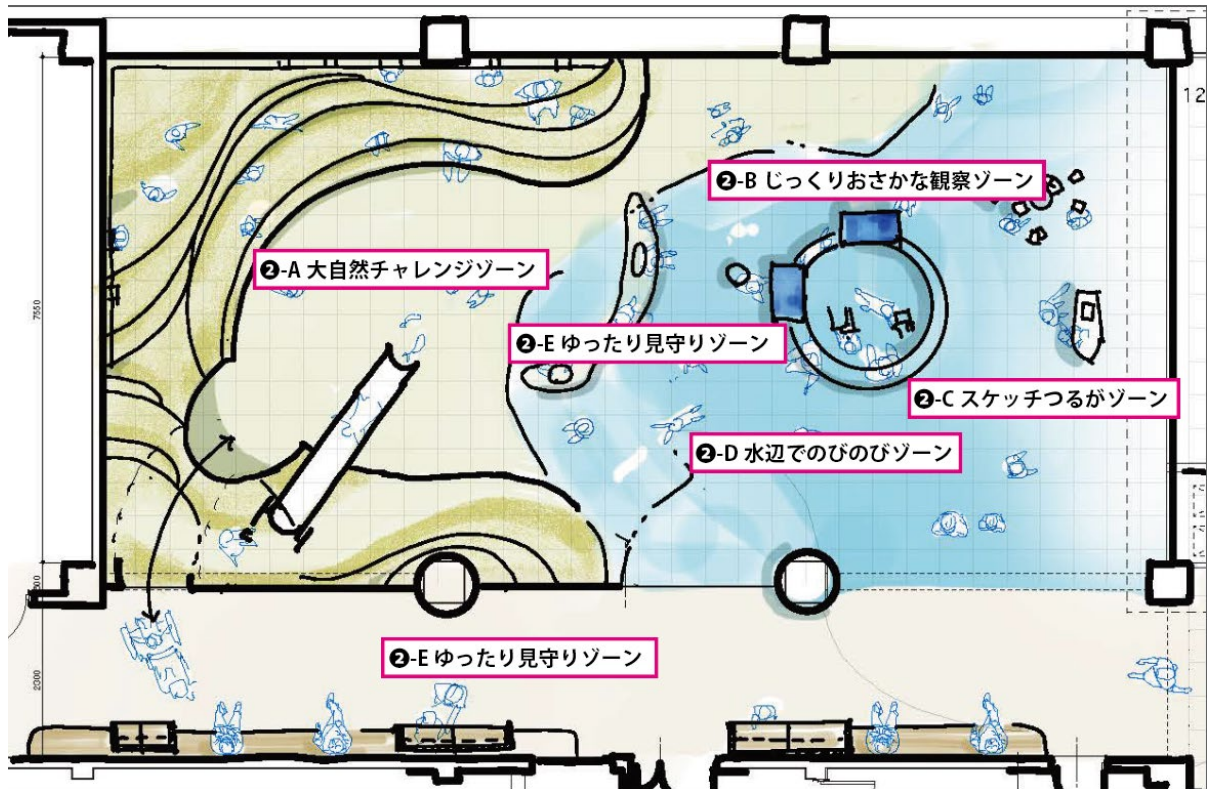 12
❷-B じっくりおさかな観察ゾーン
❷-A 大自然チャレンジゾーン
7550
❷-E ゆったり見守りゾーン
❷-C スケッチつるがゾーン
❷-D 水辺でのびのびゾーン
❷-E ゆったり見守りゾーン
2000